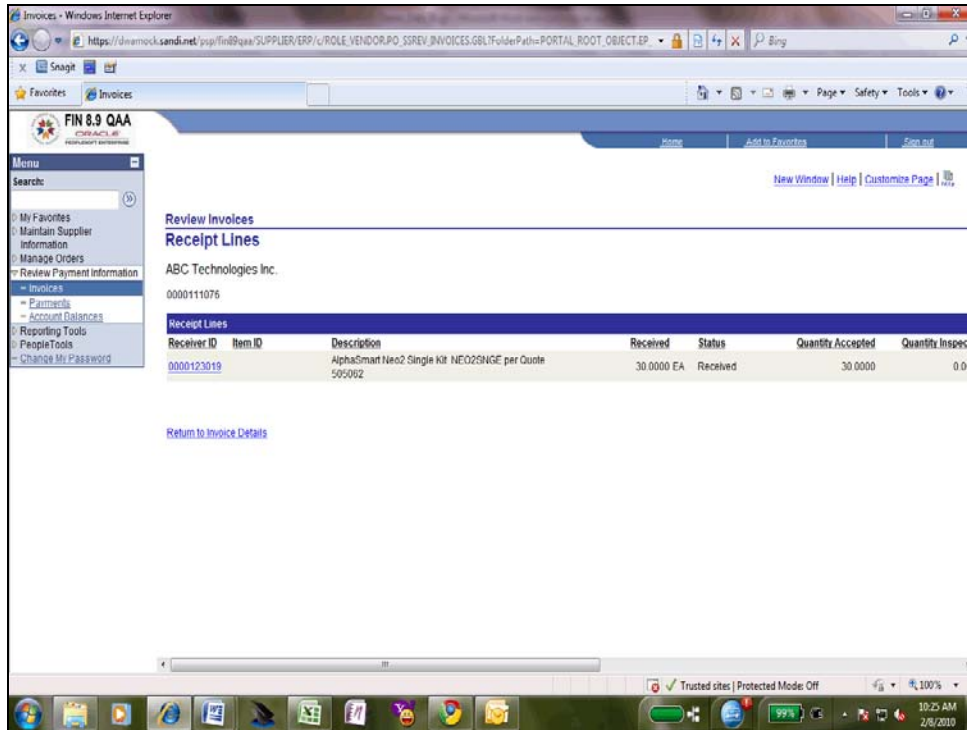 Invoices - Windows Internet Explorer
https://dwamock.sandi.net/psp/fin89qaa/SUPPLIER/ERP/c/ROLE_VENDOR.PO_SSREV_INVOICES.GBL?FolderPath=PORTAL_ROOT_OBJECT.EP_
Bing
x Snagit
Favorites Invoices
Page Safety Tools
FIN 8.9 QAA
ORACLE
PEOPLESOFT ENTERPRISE
Home Add to Favorites Sign out
Menu
Search:
New Window | Help | Customize Page |
My Favorites
Maintain Supplier
Information
Manage Orders
Review Payment Information
– Invoices
– Payments
– Account Balances
Reporting Tools
PeopleTools
– Change My Password
Review Invoices
Receipt Lines
ABC Technologies Inc.
0000111076
Receipt Lines
Receiver ID Item ID Description Received Status Quantity Accepted Quantity Inspec
0000123019 AlphaSmart Neo2 Single Kit NEO2SNGE per Quote 30.0000 EA Received 30.0000 0.0
505062
Return to Invoice Details
Trusted sites | Protected Mode: Off 100%
99%
10:25 AM
2/8/2010